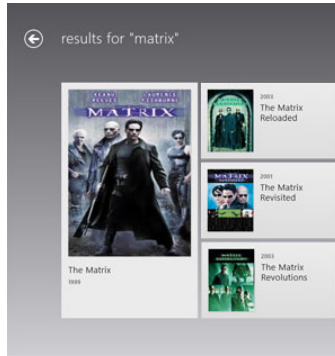 results for "matrix"
KEANU REEVES
LAURENCE FISHBURNE
MATRIX
The Matrix
1999
2003
The Matrix
Reloaded
2001
The Matrix
Revisited
2003
The Matrix
Revolutions